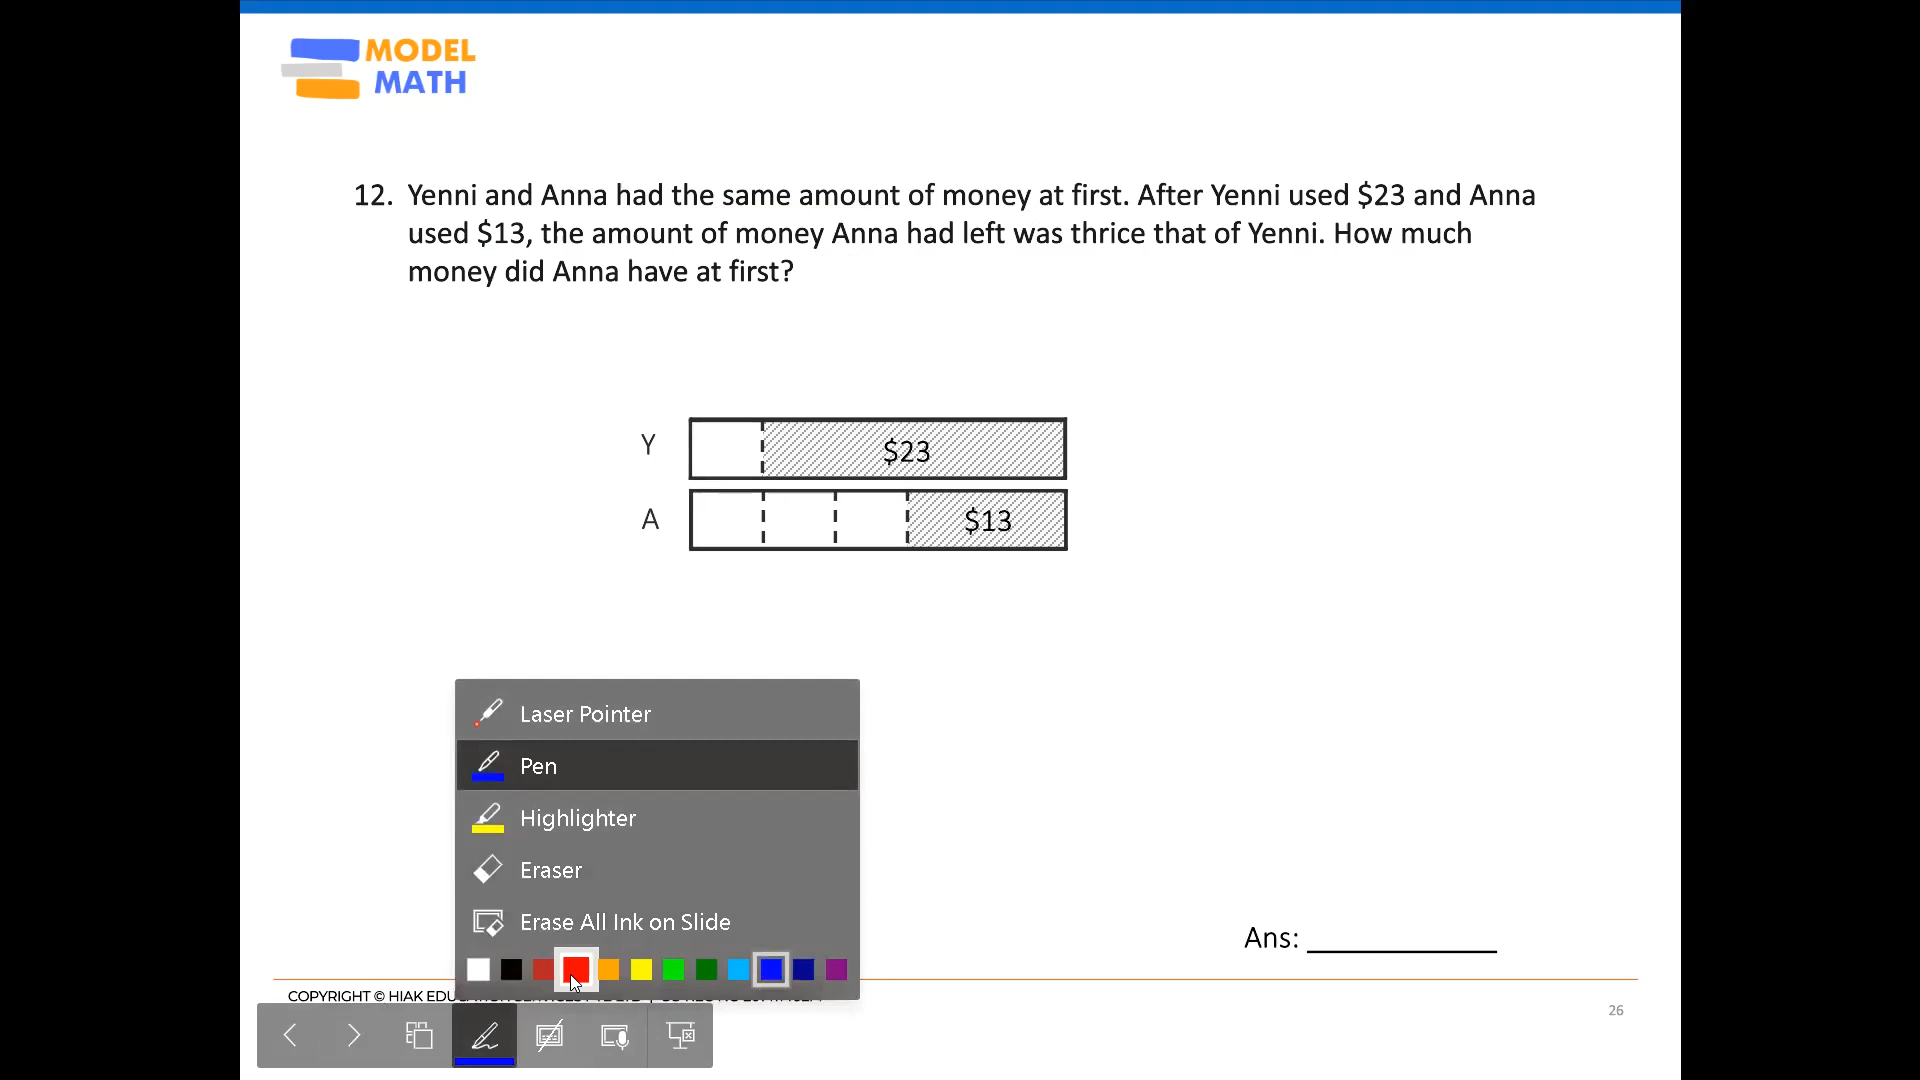 MODEL
MATH
12. Yenni and Anna had the same amount of money at first. After Yenni used $23 and Anna
used $13, the amount of money Anna had left was thrice that of Yenni. How much
money did Anna have at first?
Y $23
A $13
Laser Pointer
Pen
Highlighter
Eraser
Erase All Ink on Slide
Ans:
COPYRIGHT © HIAK
26